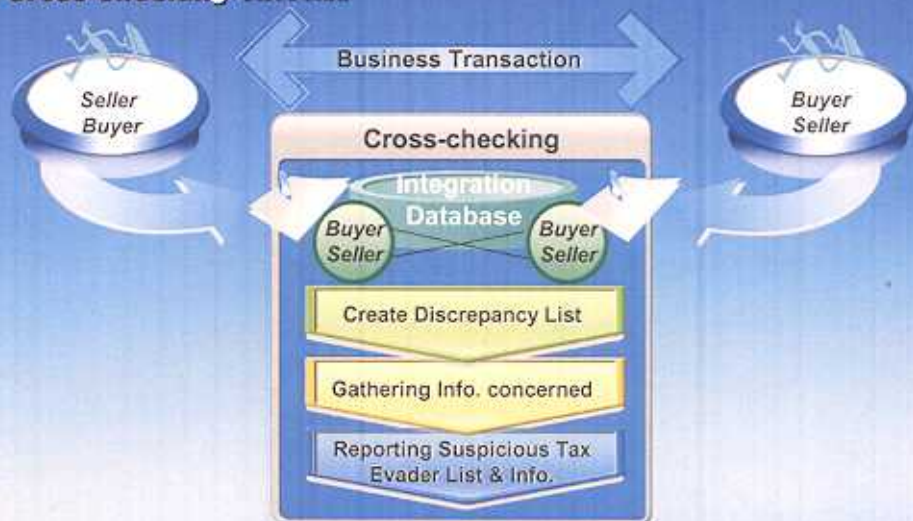 Business Transaction
Seller
Buyer
Buyer
Seller
Cross-checking
Integration
Database
Buyer
Seller
Buyer
Seller
Create Discrepancy List
Gathering Info. concerned
Reporting Suspicious Tax
Evader List & Info.